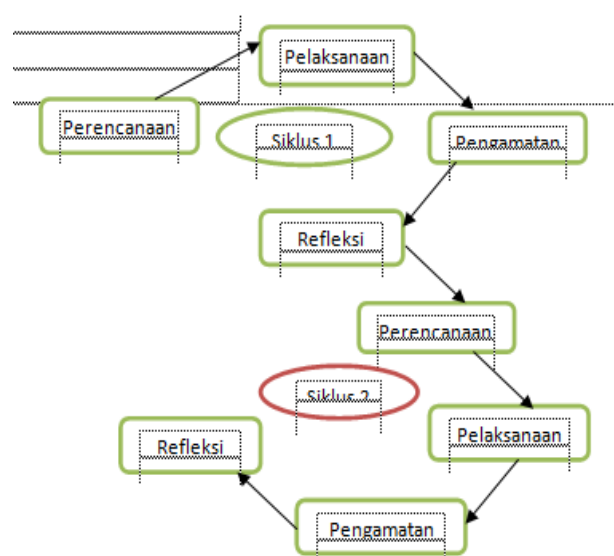 Pelaksanaan
Perencanaan
Siklus 1
Pengamatan
Refleksi
Perencanaan
Siklus 2
Pelaksanaan
Refleksi
Pengamatan